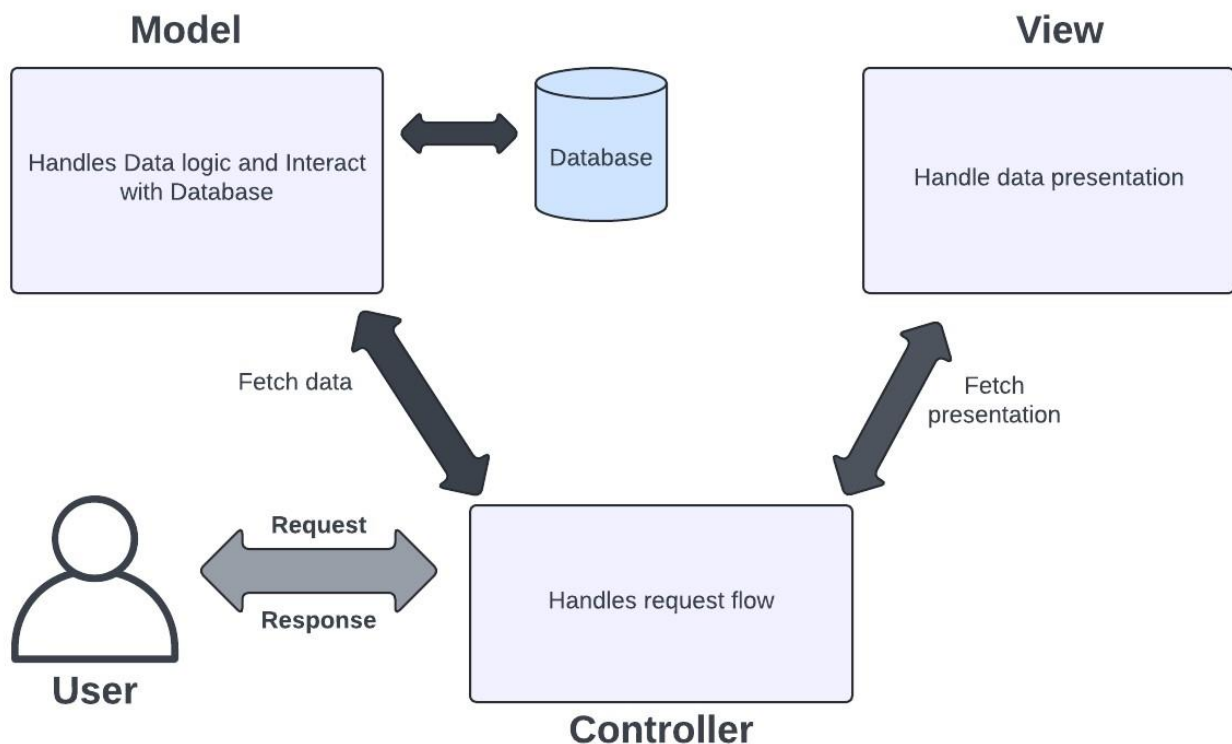 Model
View
Handles Data logic and Interact
with Database
Database
Handle data presentation
Fetch data
Fetch
presentation
Request
Response
Handles request flow
User
Controller